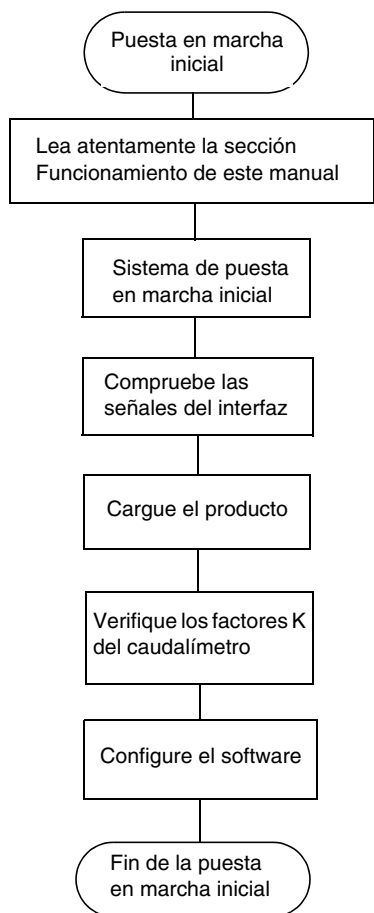 Puesta en marcha
inicial
Lea atentamente la sección
Funcionamiento de este manual
Sistema de puesta
en marcha inicial
Compruebe las
señales del interfaz
Cargue el producto
Verifique los factores K
del caudalímetro
Configure el software
Fin de la puesta
en marcha inicial